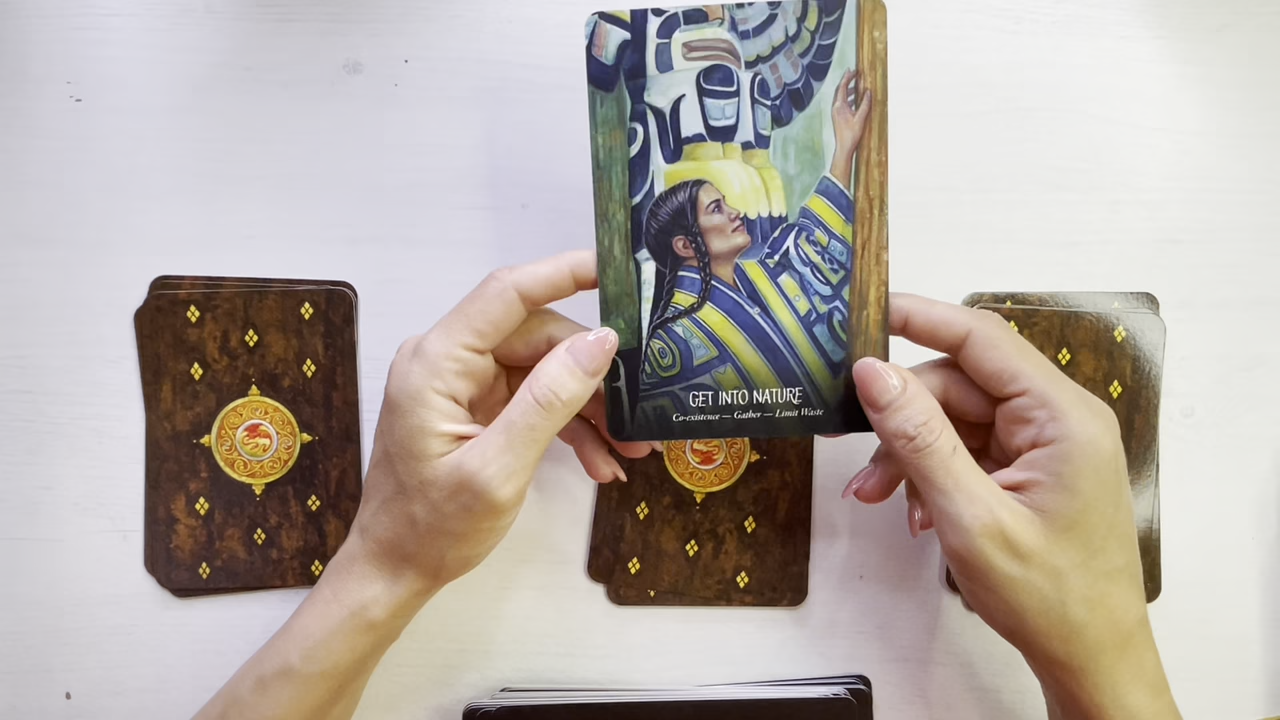 GET INTO NATURE
Co-existence — Gather — Limit Waste